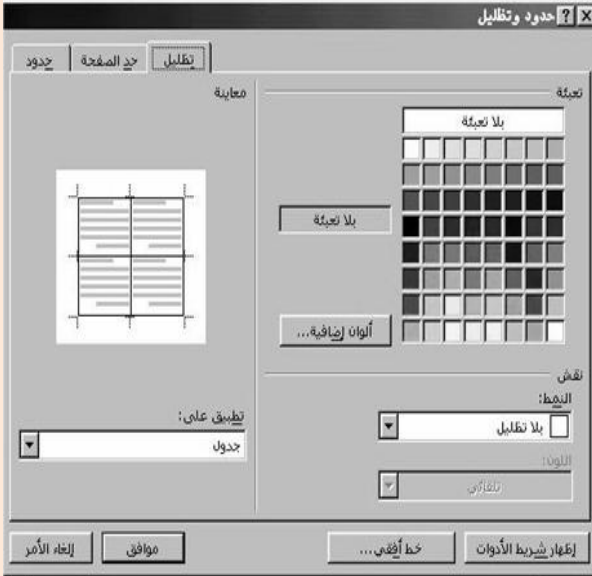 حدود وتظليل
تظليل
حد الصفحة
حدود
تعبئة
بلا تعبئة
بلا تعبئة
ألوان إضافية...
نقش
النمط:
بلا تظليل
اللون:
تلقائي
معاينة
تطبيق على:
جدول
إظهار شريط الأدوات
خط أفقي...
موافق
إلغاء الأمر